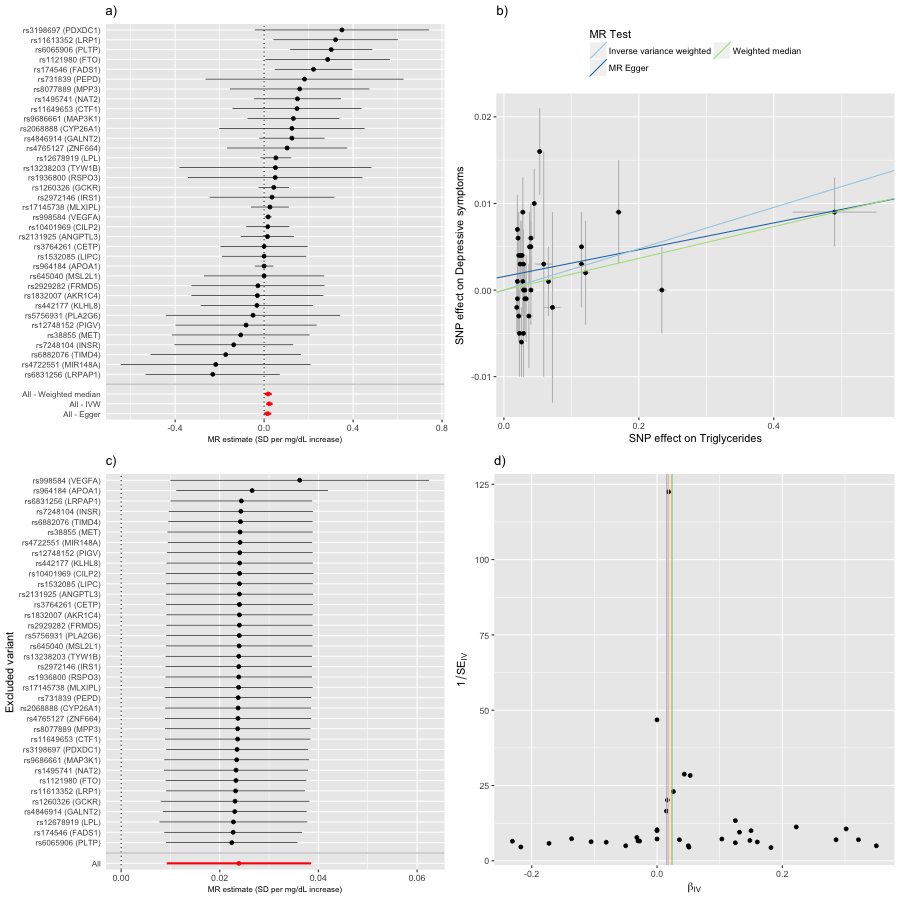 a)
rs3198697 (PDXDC1)
rs11613352 (LRP1)
rs6065906 (PLTP)
rs1121980 (FTO)
rs174546 (FADS1)
rs731839 (PEPD)
rs8077889 (MPP3)
rs1495741 (NAT2)
rs11649653 (CTF1)
rs9686661 (MAP3K1)
rs2068888 (CYP26A1)
rs4846914 (GALNT2)
rs4765127 (ZNF664)
rs12678919 (LPL)
rs13238203 (TYW1B)
rs1936800 (RSPO3)
rs1260326 (GCKR)
rs2972146 (IRS1)
rs17145738 (MLXIPL)
rs998584 (VEGFA)
rs10401969 (CILP2)
rs2131925 (ANGPTL3)
rs3764261 (CETP)
rs1532085 (LIPC)
rs964184 (APOA1)
rs645040 (MSL2L1)
rs2929282 (FRMD5)
rs1832007 (AKR1C4)
rs442177 (KLHL8)
rs5756931 (PLA2G6)
rs12748152 (PIGV)
rs38855 (MET)
rs7248104 (INSR)
rs6882076 (TIMD4)
rs4722551 (MIR148A)
rs6831256 (LRPAP1)
All - Weighted median
All - IVW
All - Egger
-0.4 0.0 0.4 0.8
MR estimate (SD per mg/dL increase)
b)
MR Test
Inverse variance weighted Weighted median
MR Egger
SNP effect on Depressive symptoms
0.02
0.01
0.00
-0.01
0.0 0.2 0.4
SNP effect on Triglycerides
c)
Excluded variant
rs998584 (VEGFA)
rs964184 (APOA1)
rs6831256 (LRPAP1)
rs7248104 (INSR)
rs6882076 (TIMD4)
rs38855 (MET)
rs4722551 (MIR148A)
rs12748152 (PIGV)
rs442177 (KLHL8)
rs10401969 (CILP2)
rs1532085 (LIPC)
rs2131925 (ANGPTL3)
rs3764261 (CETP)
rs1832007 (AKR1C4)
rs2929282 (FRMD5)
rs5756931 (PLA2G6)
rs645040 (MSL2L1)
rs13238203 (TYW1B)
rs2972146 (IRS1)
rs1936800 (RSPO3)
rs17145738 (MLXIPL)
rs731839 (PEPD)
rs2068888 (CYP26A1)
rs4765127 (ZNF664)
rs8077889 (MPP3)
rs11649653 (CTF1)
rs3198697 (PDXDC1)
rs9686661 (MAP3K1)
rs1495741 (NAT2)
rs1121980 (FTO)
rs11613352 (LRP1)
rs1260326 (GCKR)
rs4846914 (GALNT2)
rs12678919 (LPL)
rs174546 (FADS1)
rs6065906 (PLTP)
All
0.00 0.02 0.04 0.06
MR estimate (SD per mg/dL increase)
d)
1/SE_IV
125
100
75
50
25
0
-0.2 0.0 0.2
β̂_IV